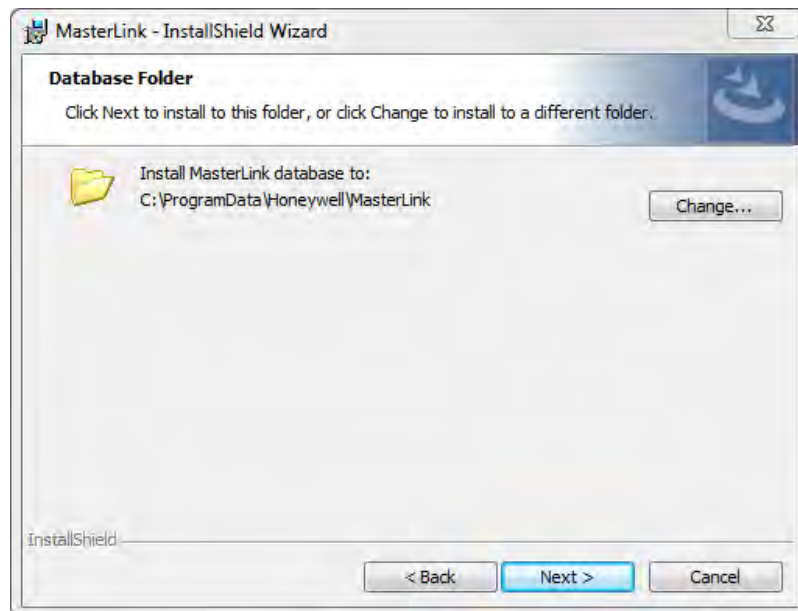 MasterLink - InstallShield Wizard
Database Folder
Click Next to install to this folder, or click Change to install to a different folder.
Install MasterLink database to:
C:\ProgramData\Honeywell\MasterLink
Change...
InstallShield
< Back
Next >
Cancel